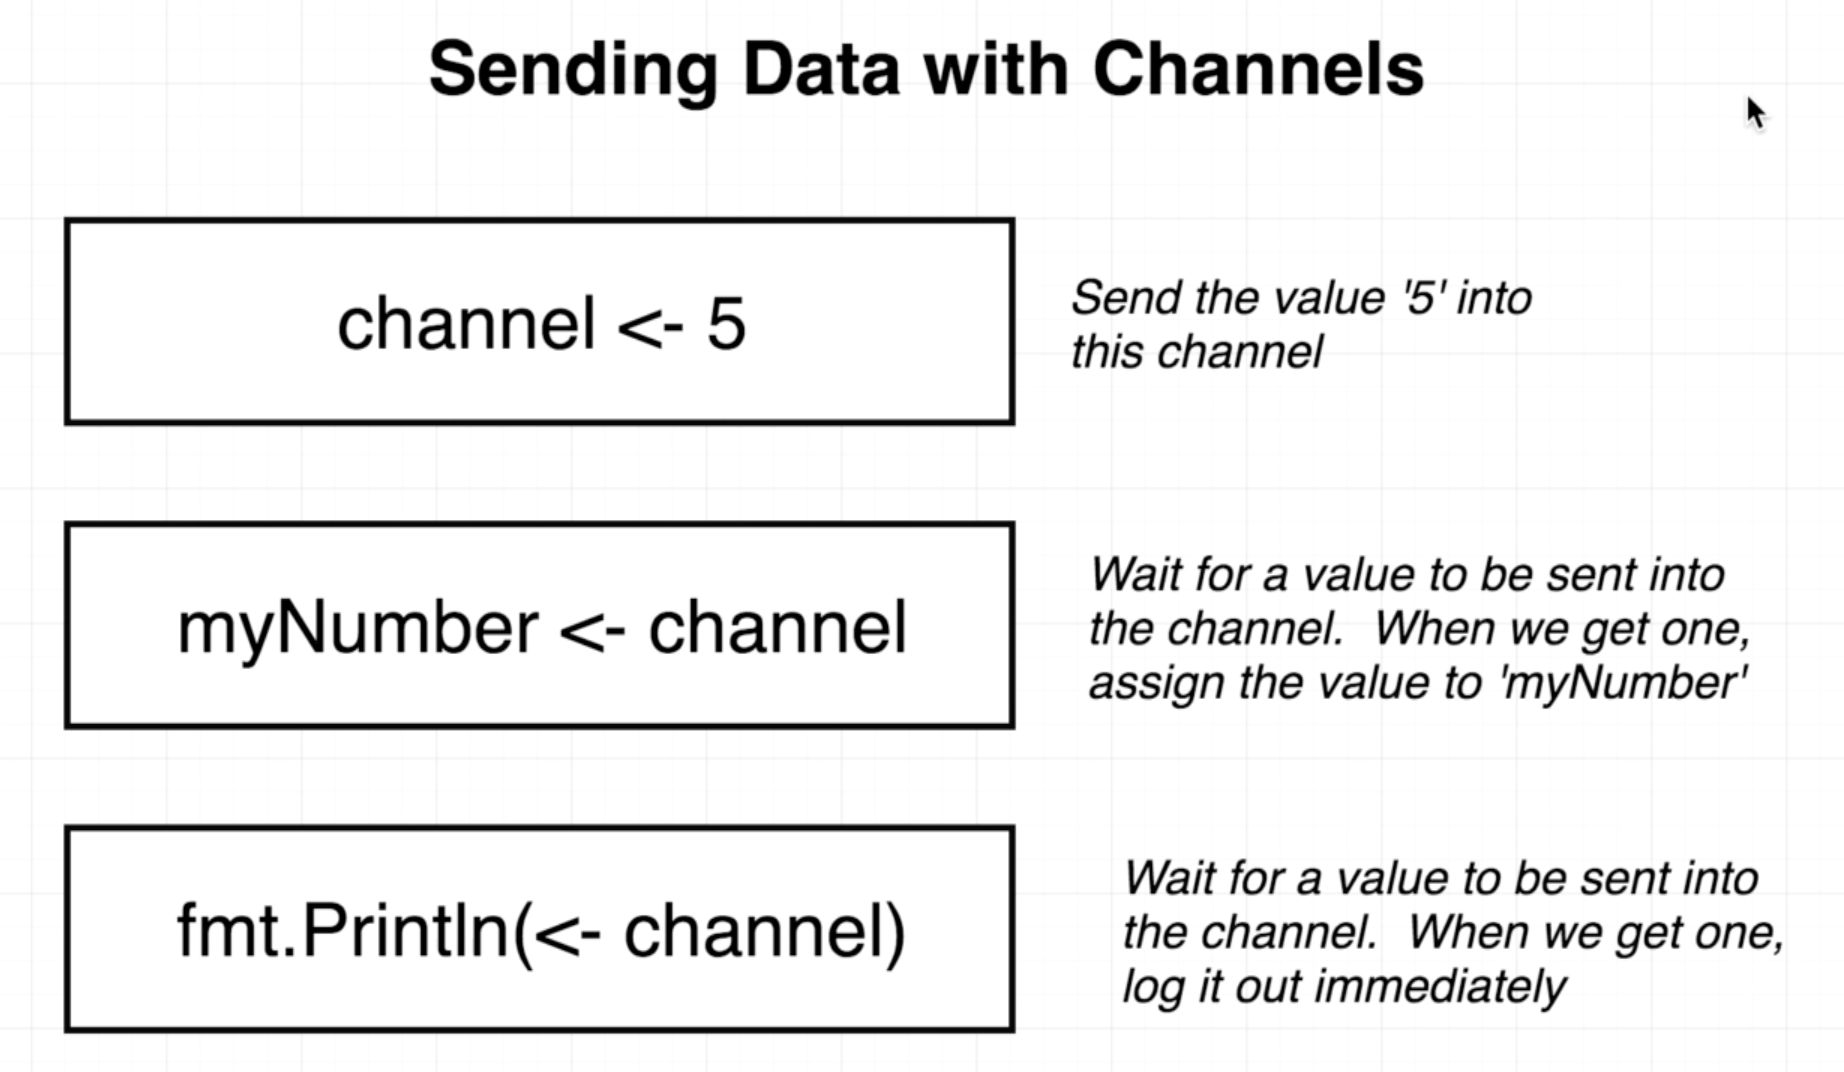 Sending Data with Channels
channel <- 5
Send the value '5' into
this channel
myNumber <- channel
Wait for a value to be sent into
the channel.  When we get one,
assign the value to 'myNumber'
fmt.Println(<- channel)
Wait for a value to be sent into
the channel.  When we get one,
log it out immediately